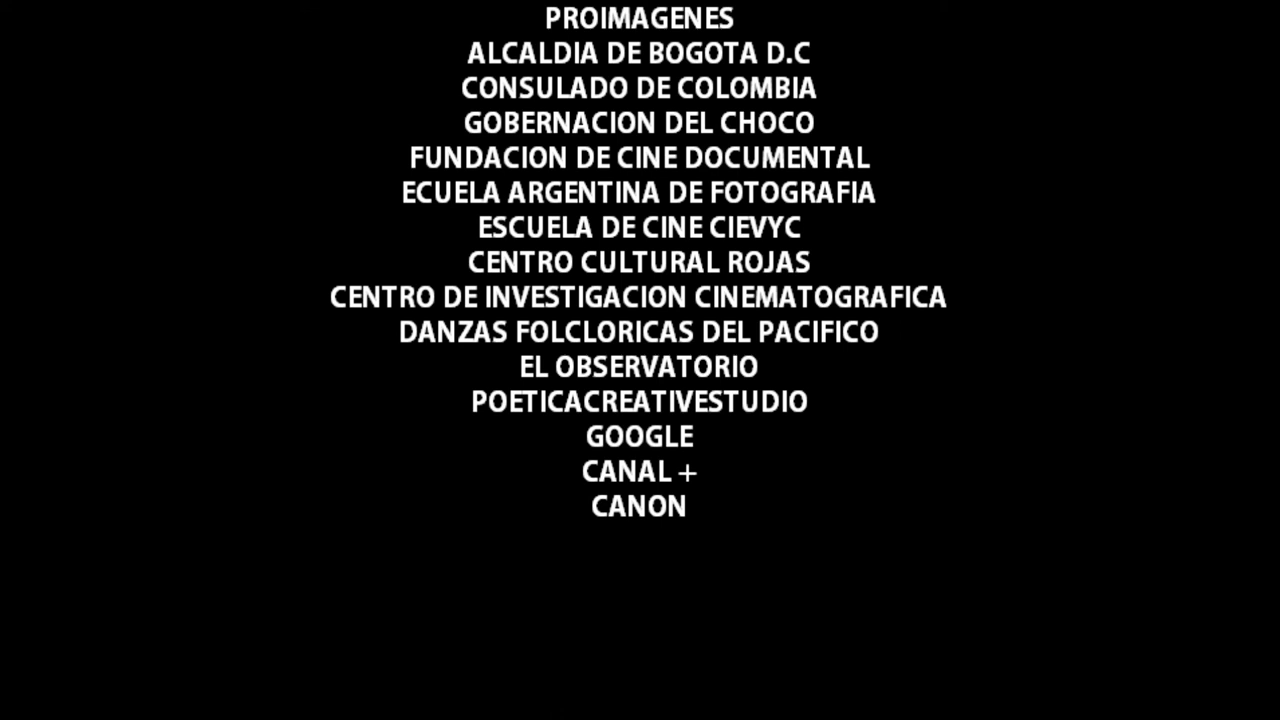 PROIMAGENES
ALCALDIA DE BOGOTA D.C
CONSULADO DE COLOMBIA
GOBERNACION DEL CHOCO
FUNDACION DE CINE DOCUMENTAL
ECUELA ARGENTINA DE FOTOGRAFIA
ESCUELA DE CINE CIEVYC
CENTRO CULTURAL ROJAS
CENTRO DE INVESTIGACION CINEMATOGRAFICA
DANZAS FOLCLORICAS DEL PACIFICO
EL OBSERVATORIO
POETICACREATIVESTUDIO
GOOGLE
CANAL +
CANON